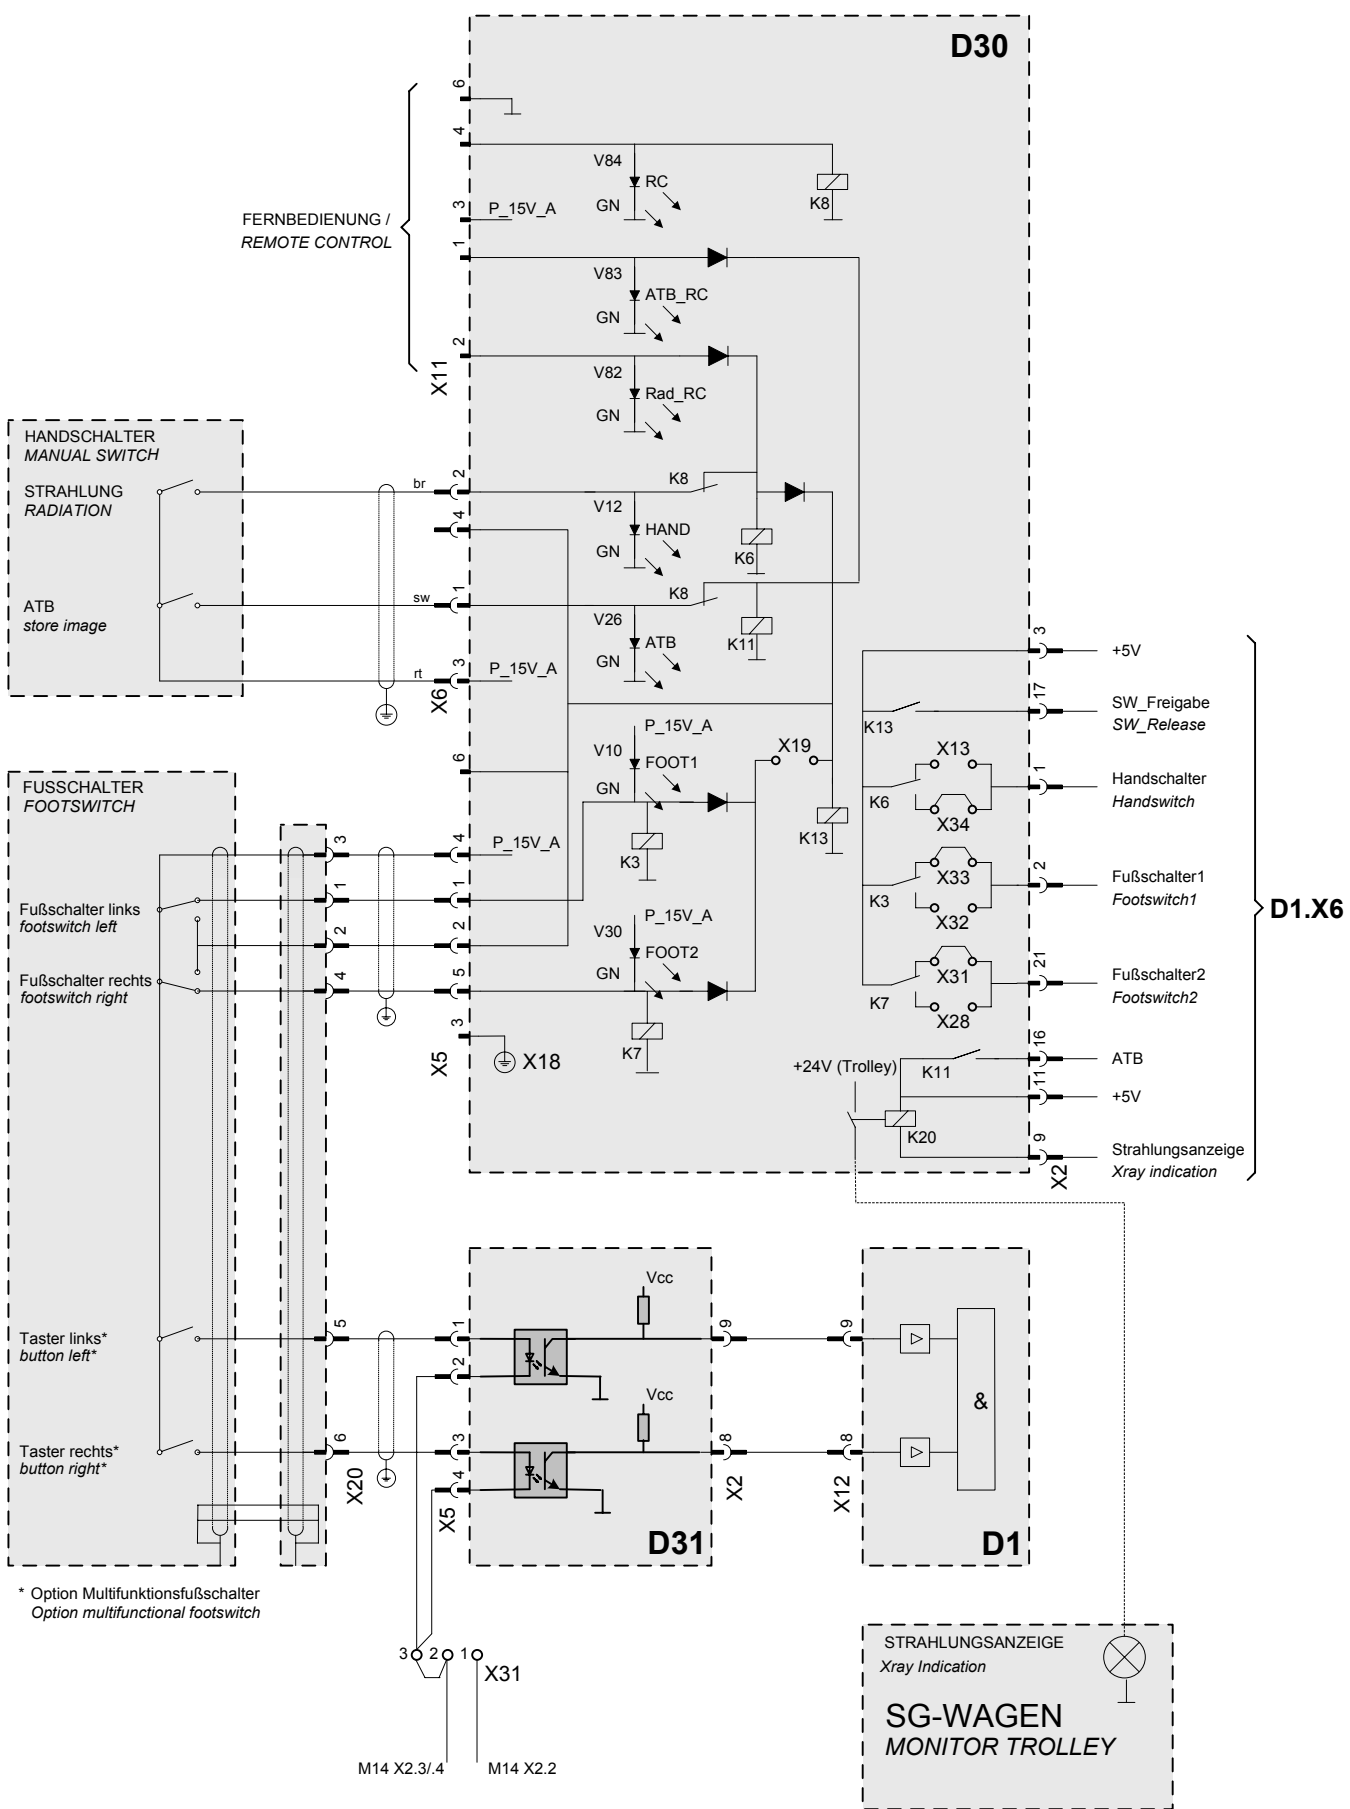 D30
6
4
V84
RC
GN
K8
3
P_15V_A
FERNBEDIENUNG /
REMOTE CONTROL
1
V83
ATB_RC
GN
2
X11
V82
Rad_RC
GN
HANDSCHALTER
MANUAL SWITCH
STRAHLUNG
RADIATION
br
2
K8
4
V12
HAND
GN
K6
ATB
store image
sw
1
K8
V26
ATB
GN
K11
rt
3
P_15V_A
X6
3
+5V
17
SW_Freigabe
SW_Release
K13
P_15V_A
V10
FOOT1
GN
X19
X13
1
Handschalter
Handswitch
K6
X34
6
FUSSCHALTER
FOOTSWITCH
K13
3
4
P_15V_A
K3
X33
2
Fußschalter1
Footswitch1
K3
X32
D1.X6
1
1
Fußschalter links
footswitch left
2
2
P_15V_A
V30
FOOT2
GN
Fußschalter rechts
footswitch right
4
5
X31
21
Fußschalter2
Footswitch2
K7
X28
3
X5
X18
K7
+24V (Trolley)
K11
16
ATB
11
+5V
K20
9
Strahlungsanzeige
Xray indication
X2
Vcc
Taster links*
button left*
5
1
2
9
9
Vcc
&
Taster rechts*
button right*
6
X20
3
4
X5
8
X2
8
X12
D31
D1
* Option Multifunktionsfußschalter
Option multifunctional footswitch
3
2
1
X31
M14 X2.3/.4
M14 X2.2
STRAHLUNGSANZEIGE
Xray Indication
SG-WAGEN
MONITOR TROLLEY